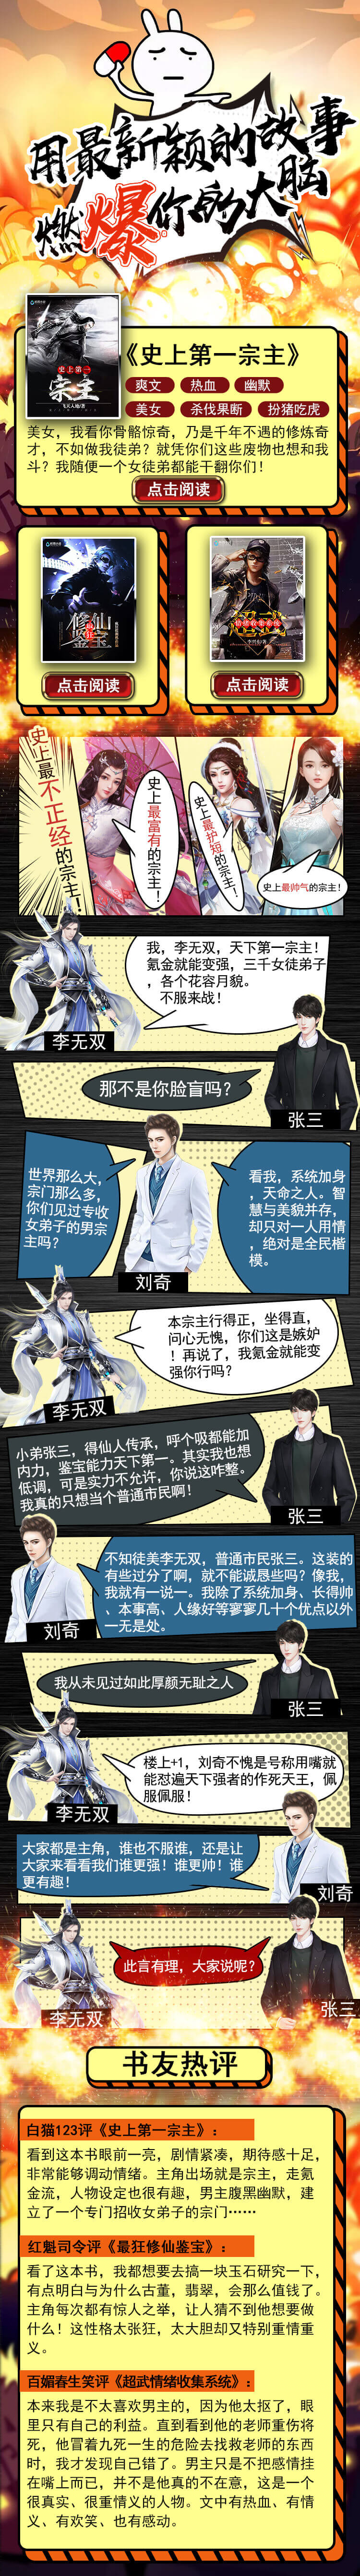 用最新颖的故事
燃爆你的大脑
史上第一
宗主
《史上第一宗主》
爽文 热血 幽默
美女 杀伐果断 扮猪吃虎
美女，我看你骨骼惊奇，乃是千年不遇的修炼奇
才，不如做我徒弟？就凭你们这些废物也想和我
斗？我随便一个女徒弟都能干翻你们！
点击阅读
修仙
最狂
鉴宝
点击阅读
情绪收集系统
点击阅读
史上最不正经的宗主！
史上最富有的宗主！
史上最护短的宗主！
史上最帅气的宗主！
我，李无双，天下第一宗主！
氪金就能变强，三千女徒弟子
，各个花容月貌。
不服来战！
李无双
那不是你脸盲吗？
张三
世界那么大，
宗门那么多，
你们见过专收
女弟子的男宗
主吗？
看我，系统加身
，天命之人。智
慧与美貌并存，
却只对一人用情
，绝对是全民楷
模。
刘奇
本宗主行得正，坐得直，
问心无愧，你们这是嫉妒
！再说了，我氪金就能变
强你行吗？
李无双
小弟张三，得仙人传承，呼个吸都能加
内力，鉴宝能力天下第一。其实我也想
低调，可是实力不允许，你说这咋整。
我真的只想当个普通市民啊！
张三
不知徒美李无双，普通市民张三。这装的
有些过分了啊，就不能诚恳些吗？像我，
我就有一说一。我除了系统加身、长得帅
、本事高、人缘好等寥寥几十个优点以外
一无是处。
刘奇
我从未见过如此厚颜无耻之人
张三
楼上+1，刘奇不愧是号称用嘴就
能怼遍天下强者的作死天王，佩
服佩服！
李无双
大家都是主角，谁也不服谁，还是让
大家来看看我们谁更强！谁更帅！谁
更有趣！
刘奇
此言有理，大家说呢？
李无双
张三
书友热评
白猫123评《史上第一宗主》：
看到这本书眼前一亮，剧情紧凑，期待感十足，
非常能够调动情绪。主角出场就是宗主，走氪
金流，人物设定也很有趣，男主腹黑幽默，建
立了一个专门招收女弟子的宗门……
红魁司令评《最狂修仙鉴宝》：
看了这本书，我都想要去搞一块玉石研究一下，
有点明白与为什么古董，翡翠，会那么值钱了。
主角每次都有惊人之举，让人猜不到他想要做
什么！这性格太张狂，太大胆却又特别重情重
义。
百媚春生笑评《超武情绪收集系统》：
本来我是不太喜欢男主的，因为他太抠了，眼
里只有自己的利益。直到看到他的老师重伤将
死，他冒着九死一生的危险去找救老师的东西
时，我才发现自己错了。男主只是不把感情挂
在嘴上而已，并不是他真的不在意，这是一个
很真实、很重情义的人物。文中有热血、有情
义、有欢笑、也有感动。